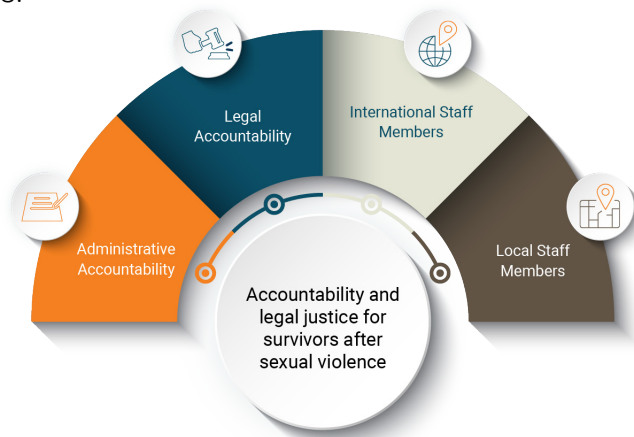 Legal
Accountability
International Staff
Members
Administrative
Accountability
Local Staff
Members
Accountability and
legal justice for
survivors after
sexual violence